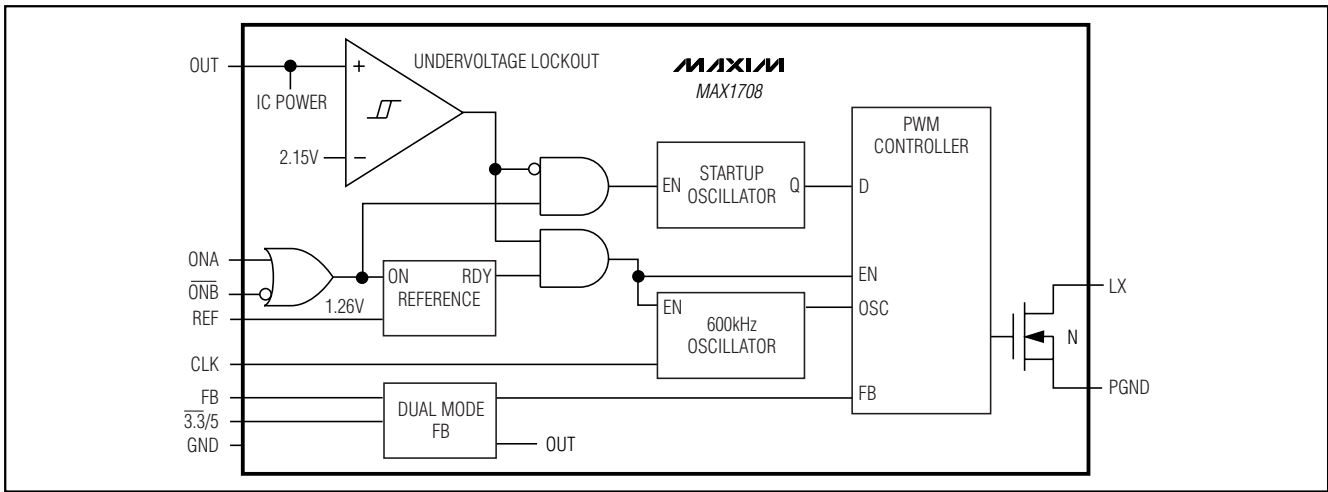 OUT
IC POWER
+
UNDERVOLTAGE LOCKOUT
2.15V
−
MAXIM
MAX1708
EN
STARTUP
OSCILLATOR
Q
PWM
CONTROLLER
D
EN
OSC
FB
ONA
ONB
REF
CLK
FB
3.3/5
GND
1.26V
ON
RDY
REFERENCE
EN
600kHz
OSCILLATOR
DUAL MODE
FB
OUT
LX
N
PGND